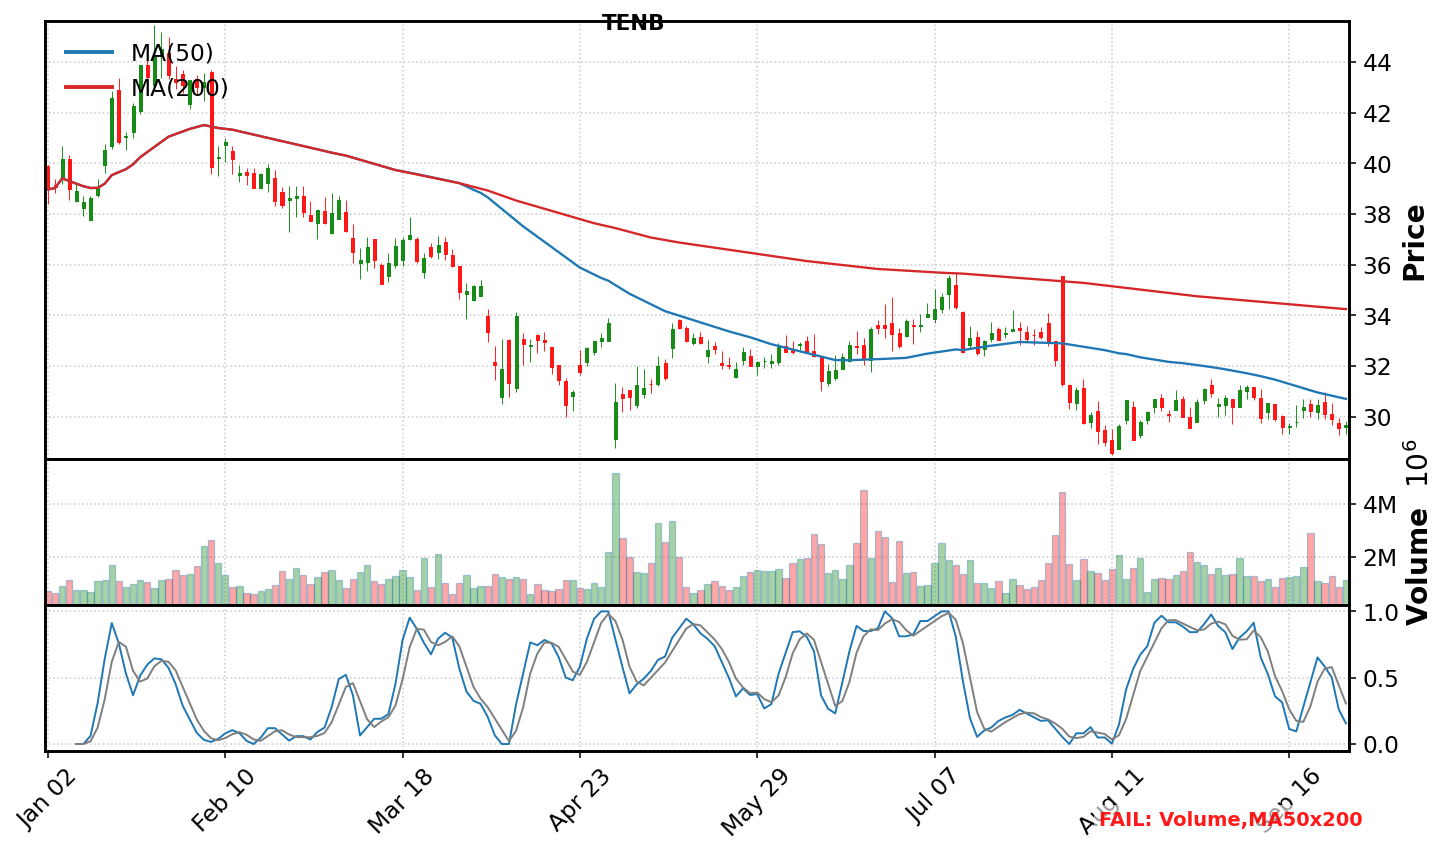 TENB
MA(50)
MA(200)
44
42
40
38
36
34
32
30
Price
4M
2M
Volume 10⁶
1.0
0.5
0.0
Jan 02
Feb 10
Mar 18
Apr 23
May 29
Jul 07
Aug 11
Sep 16
FAIL: Volume,MA50x200